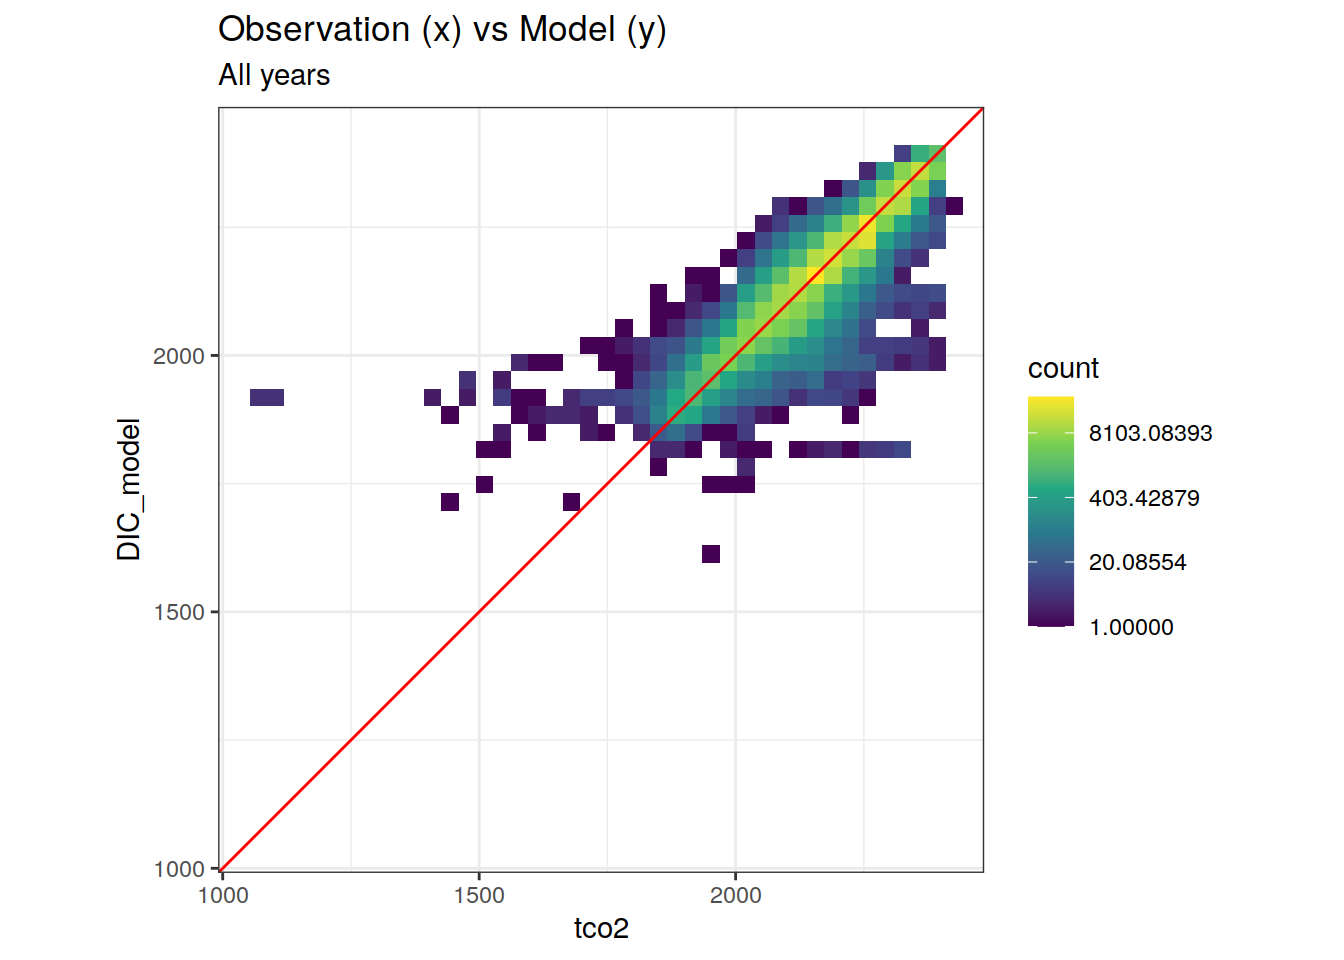 Observation (x) vs Model (y)
All years
DIC_model
2000
1500
1000
1000
1500
2000
tco2
count
8103.08393
403.42879
20.08554
1.00000